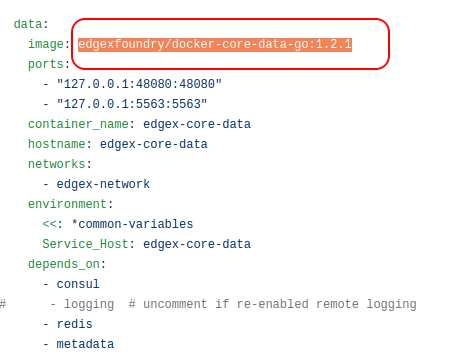 data:
  image: edgexfoundry/docker-core-data-go:1.2.1
  ports:
    - "127.0.0.1:48080:48080"
    - "127.0.0.1:5563:5563"
  container_name: edgex-core-data
  hostname: edgex-core-data
  networks:
    - edgex-network
  environment:
    <<: *common-variables
    Service_Host: edgex-core-data
  depends_on:
    - consul
#      - logging  # uncomment if re-enabled remote logging
    - redis
    - metadata